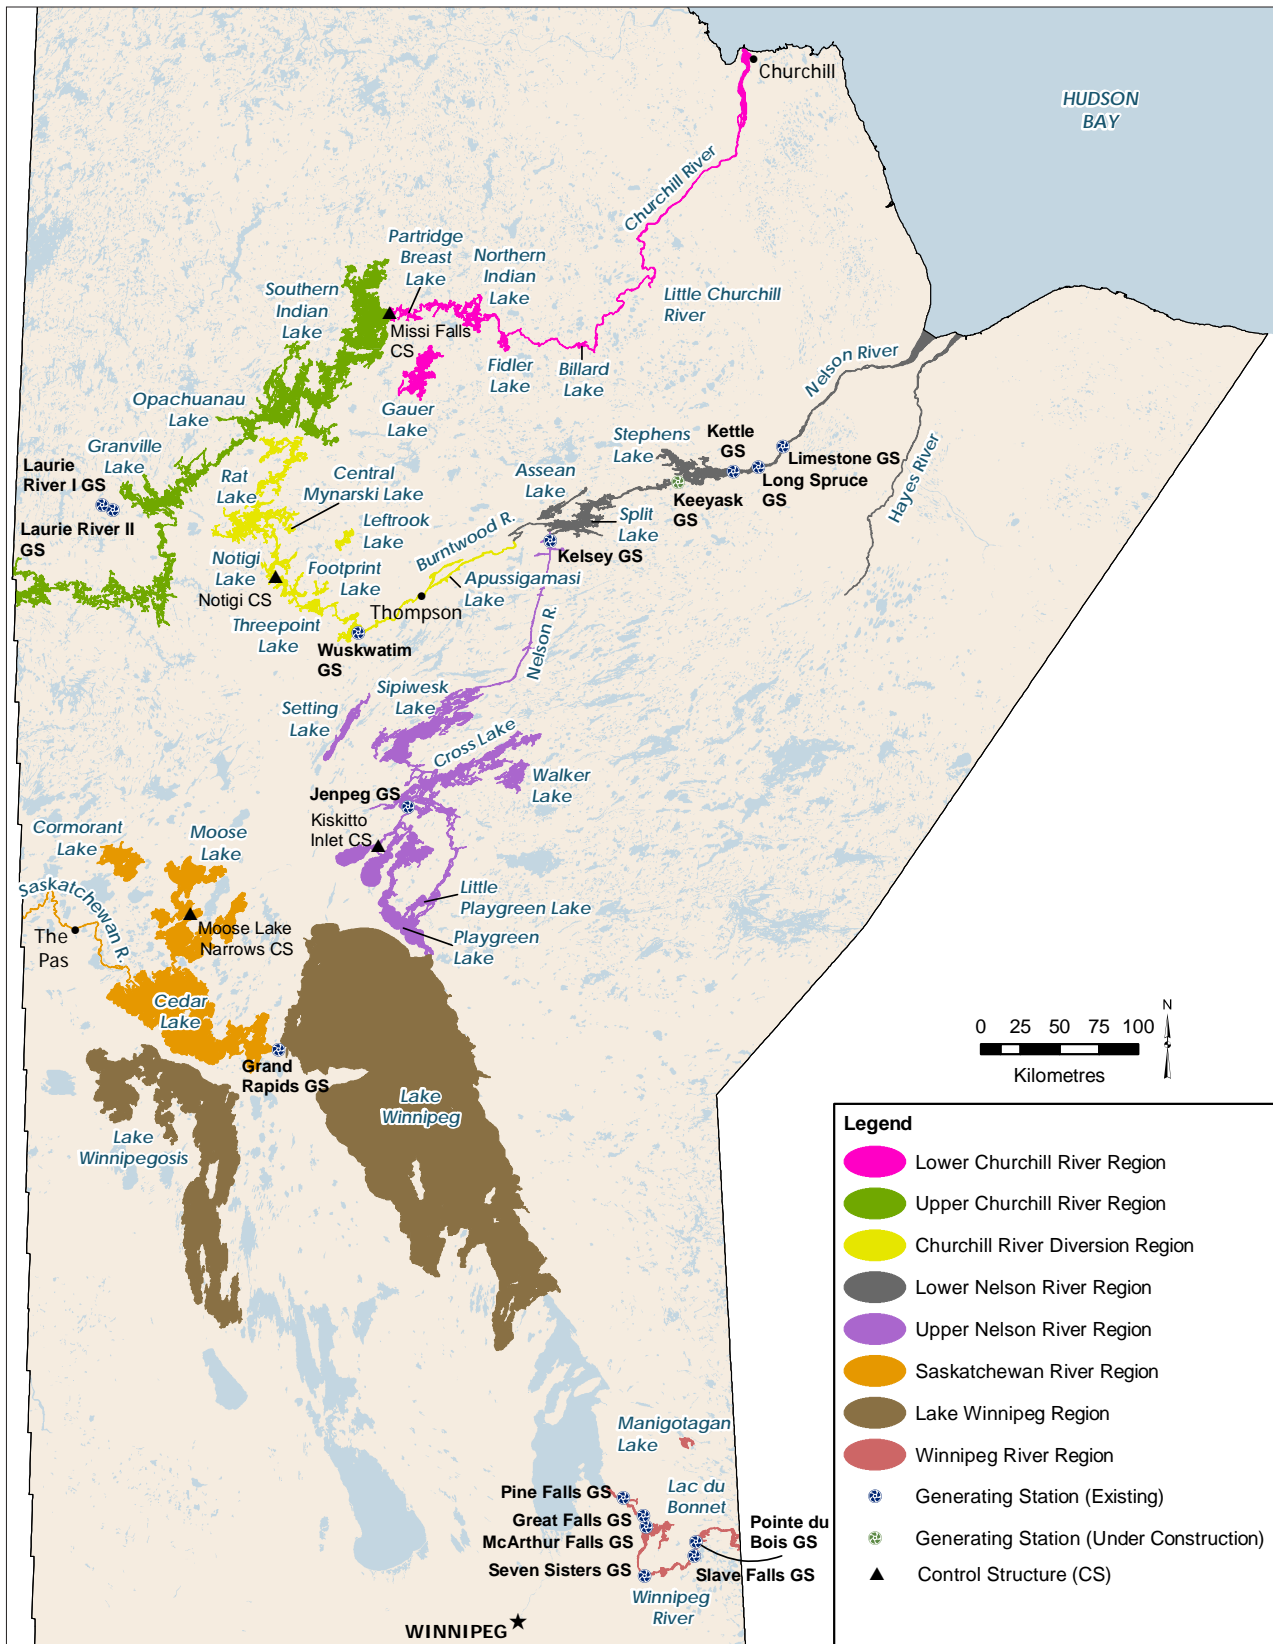 Churchill
HUDSON
BAY
Churchill River
Partridge
Breast
Lake
Northern
Indian
Lake
Southern
Indian
Lake
Little Churchill
River
Missi Falls
CS
Fidler
Lake
Billard
Lake
Nelson River
Opachuanau
Lake
Gauer
Lake
Granville
Lake
Stephens
Lake
Kettle
GS
Limestone GS
Laurie
River I GS
Rat
Lake
Central
Mynarski Lake
Assean
Lake
Long Spruce
GS
Keeyask
GS
Hayes River
Laurie River II
GS
Leftrook
Lake
Burntwood R.
Split
Lake
Kelsey GS
Notigi
Lake
Notigi CS
Footprint
Lake
Apussigamasi
Lake
Thompson
Threepoint
Lake
Wuskwatim
GS
Nelson R.
Sipiwesk
Lake
Setting
Lake
Cross Lake
Walker
Lake
Jenpeg GS
Kiskitto
Inlet CS
Cormorant
Lake
Moose
Lake
Saskatchewan R.
Little
Playgreen Lake
Moose Lake
Narrows CS
The
Pas
Playgreen
Lake
Cedar
Lake
N
0 25 50 75 100
Kilometres
Grand
Rapids GS
Lake
Winnipeg
Lake
Winnipegosis
Legend
Lower Churchill River Region
Upper Churchill River Region
Churchill River Diversion Region
Lower Nelson River Region
Upper Nelson River Region
Saskatchewan River Region
Lake Winnipeg Region
Winnipeg River Region
Generating Station (Existing)
Generating Station (Under Construction)
Control Structure (CS)
Manigotagan
Lake
Lac du
Bonnet
Pine Falls GS
Great Falls GS
McArthur Falls GS
Seven Sisters GS
Pointe du
Bois GS
Slave Falls GS
Winnipeg
River
WINNIPEG